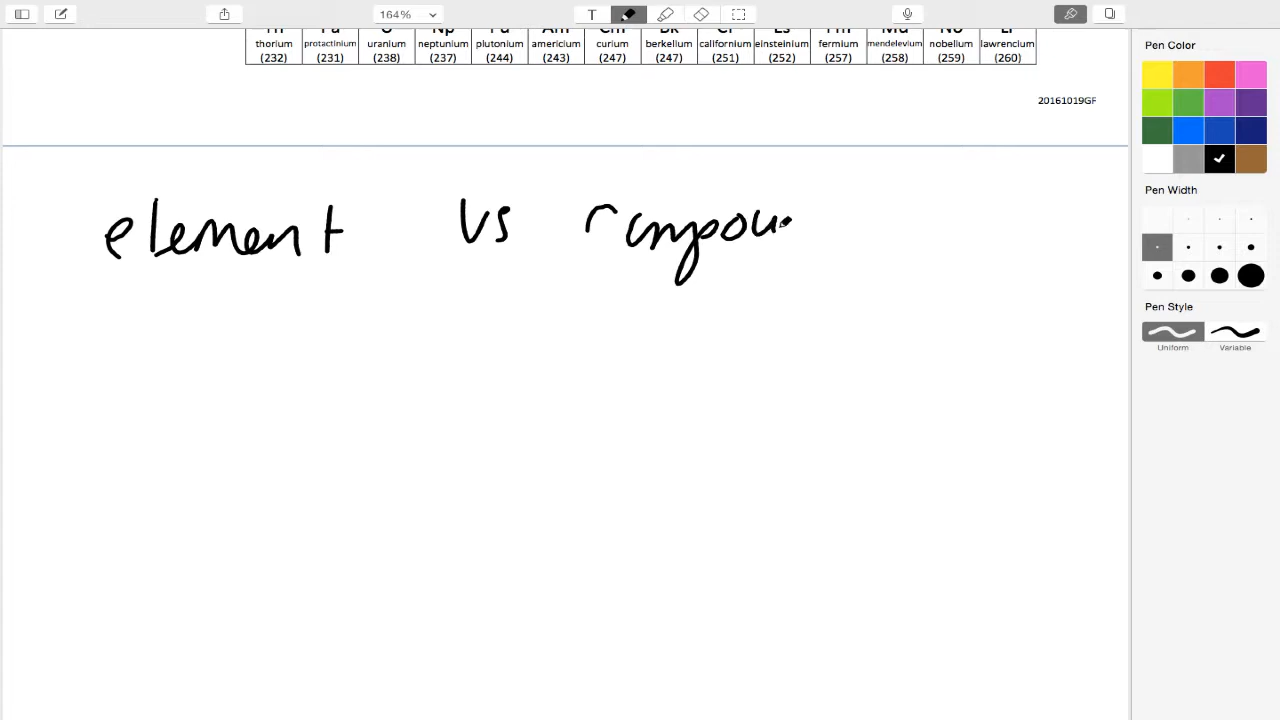 164%
T
thorium protactinium uranium neptunium plutonium americium curium berkelium californium einsteinium fermium mendelevium nobelium lawrencium
(232) (231) (238) (237) (244) (243) (247) (247) (251) (252) (257) (258) (259) (260)
20161019GF
element vs compou
Pen Color
Pen Width
Pen Style
Uniform Variable